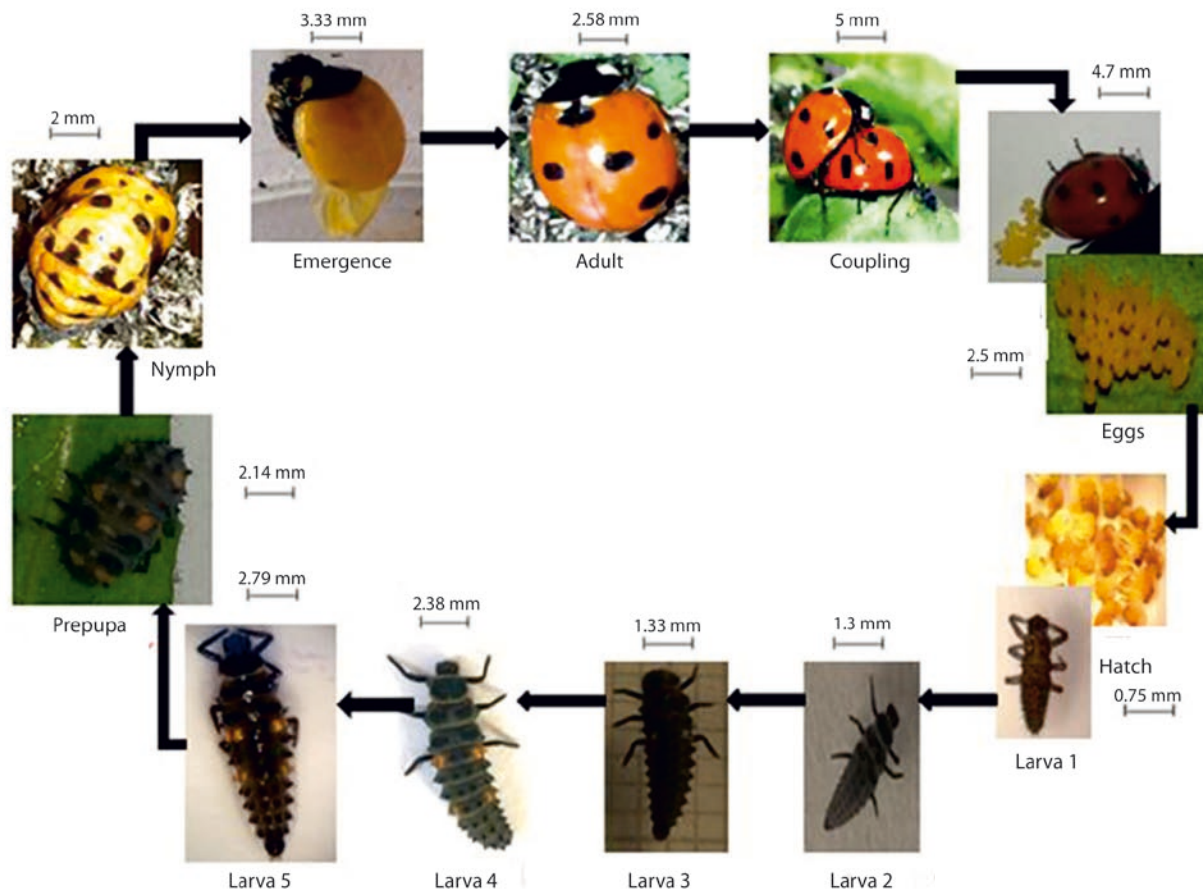 3.33 mm
2.58 mm
5 mm
4.7 mm
2 mm
Emergence
Adult
Coupling
2.5 mm
Nymph
Eggs
2.14 mm
2.79 mm
Prepupa
2.38 mm
1.33 mm
1.3 mm
Hatch
0.75 mm
Larva 1
Larva 5
Larva 4
Larva 3
Larva 2